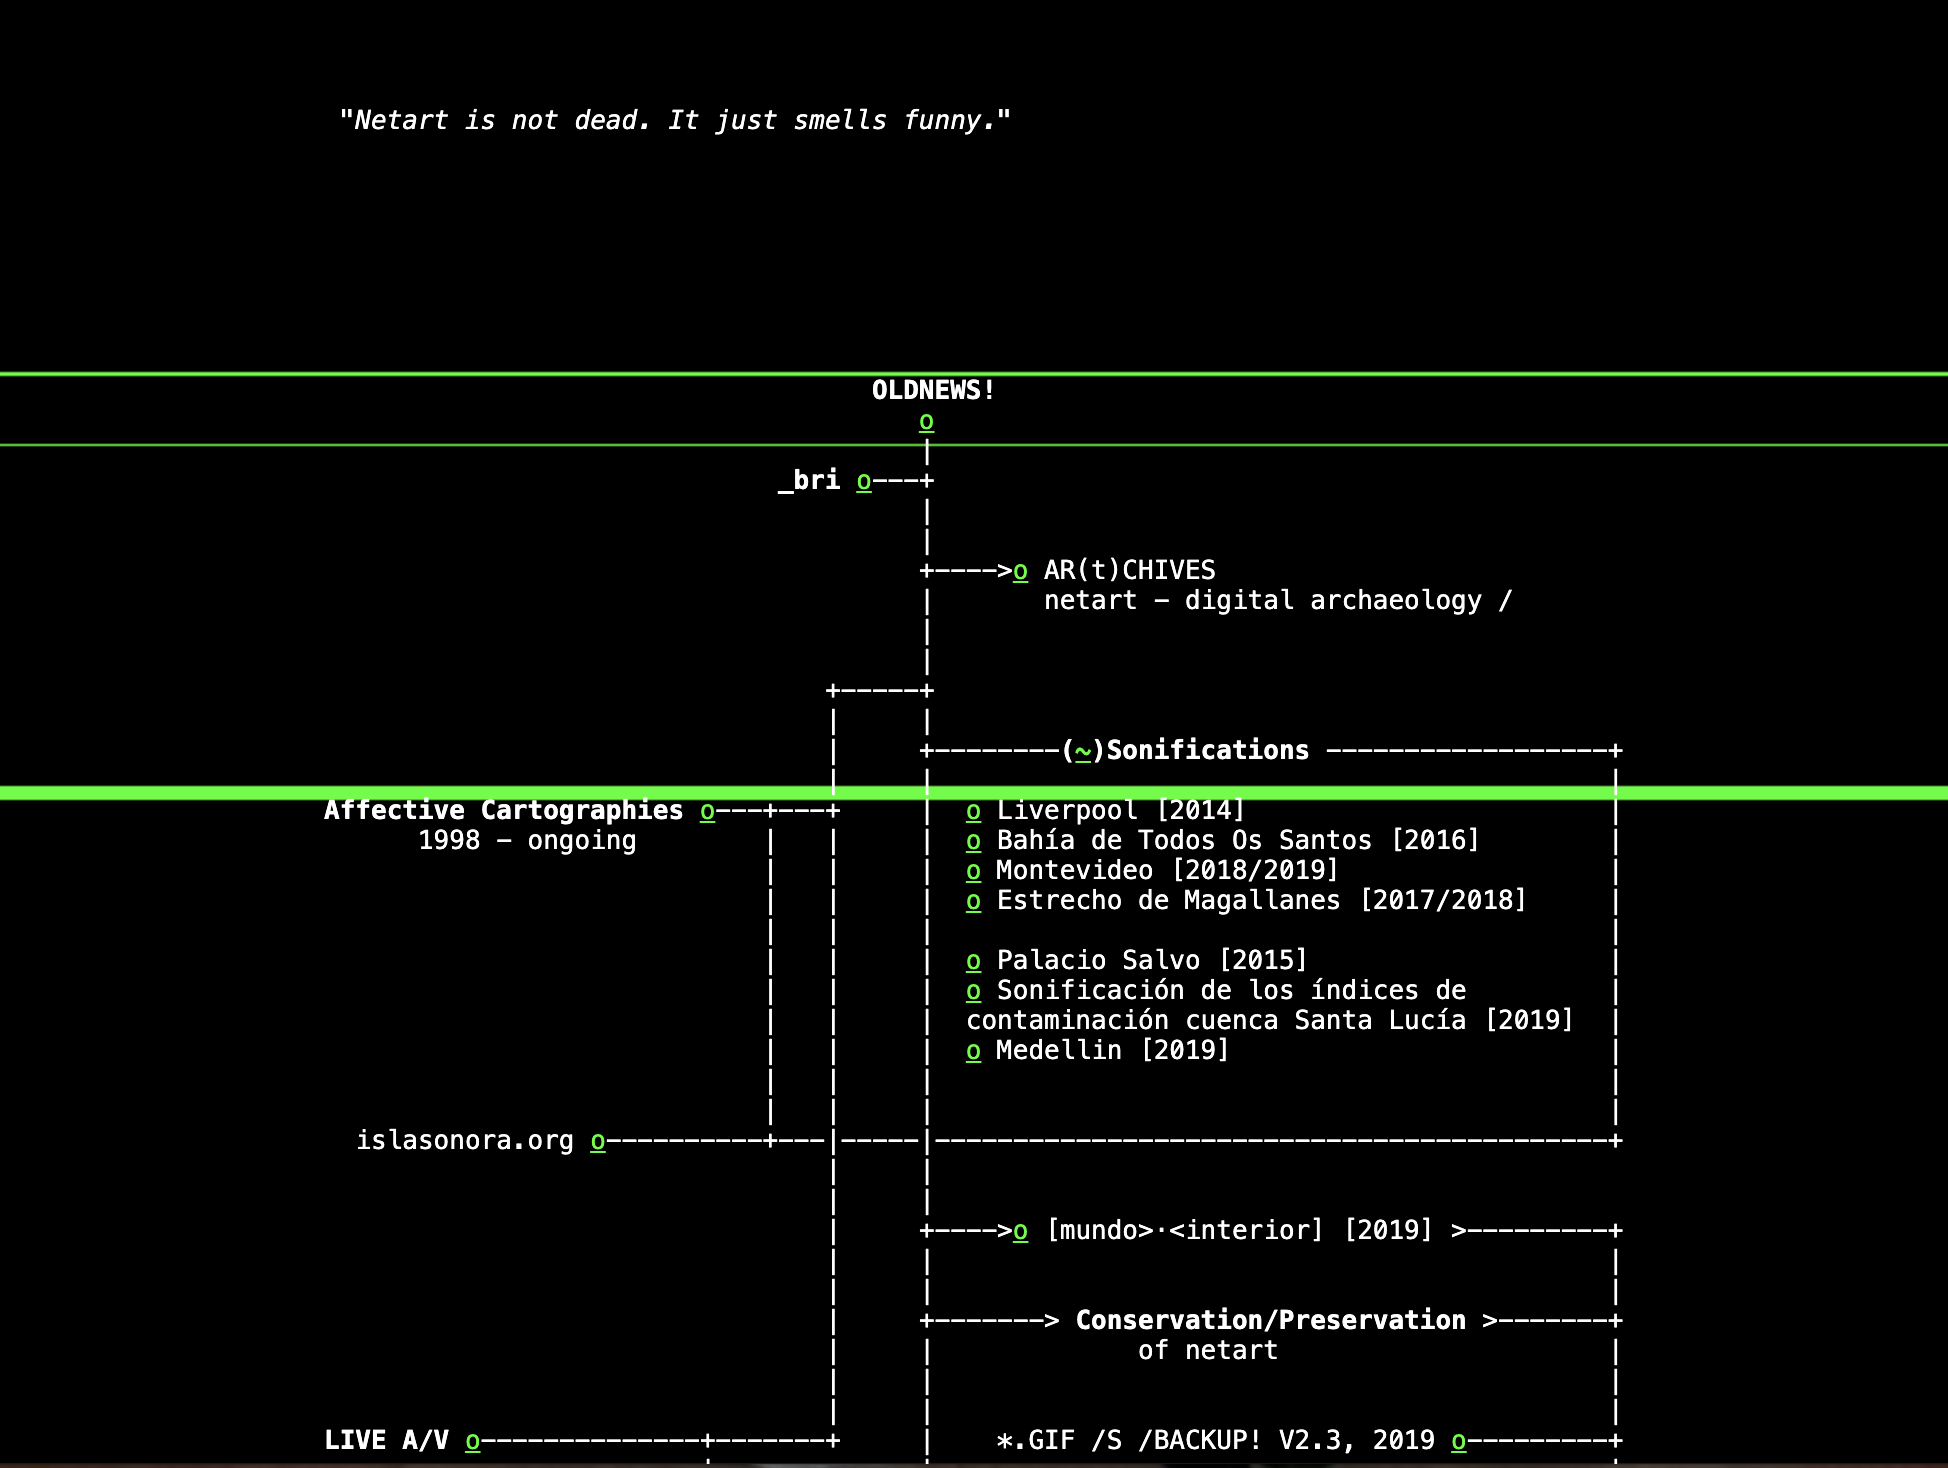 "Netart is not dead. It just smells funny."
OLDNEWS!
o
_bri o---+
+---->o AR(t)CHIVES
netart - digital archaeology /
+-----+
+--------(~)Sonifications ------------------+
Affective Cartographies o---+---+
1998 - ongoing
o Liverpool [2014]
o Bahía de Todos Os Santos [2016]
o Montevideo [2018/2019]
o Estrecho de Magallanes [2017/2018]
o Palacio Salvo [2015]
o Sonificación de los índices de
contaminación cuenca Santa Lucía [2019]
o Medellin [2019]
islasonora.org o----------+---|-----|-------------------------------------------+
+---->o [mundo>·<interior] [2019] >---------+
+-------> Conservation/Preservation >-------+
of netart
LIVE A/V o--------------+-------+
*.GIF /S /BACKUP! V2.3, 2019 o---------+